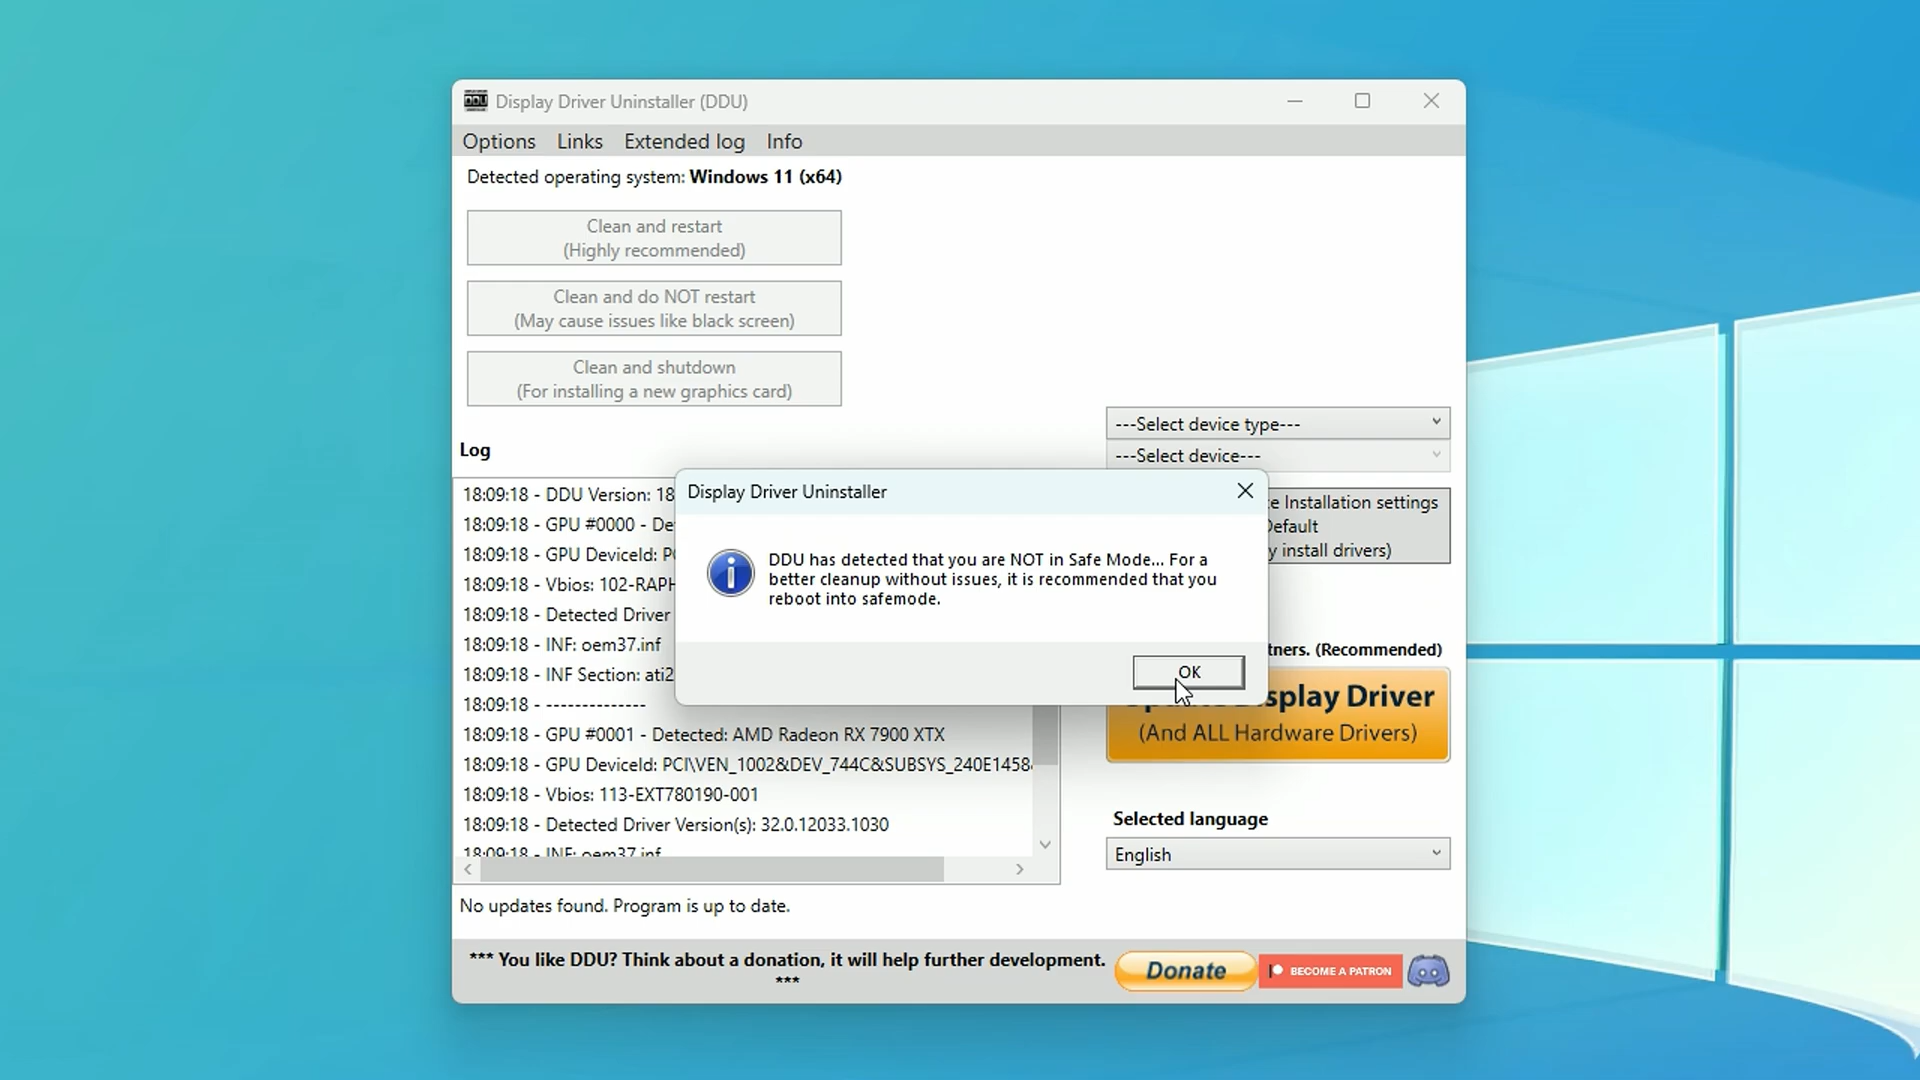 DDU
Display Driver Uninstaller (DDU)
Options Links Extended log Info
Detected operating system: Windows 11 (x64)
Clean and restart
(Highly recommended)
Clean and do NOT restart
(May cause issues like black screen)
Clean and shutdown
(For installing a new graphics card)
---Select device type---
---Select device---
Log
18:09:18 - DDU Version: 18
18:09:18 - GPU #0000 - De
18:09:18 - GPU DeviceId: P
18:09:18 - Vbios: 102-RAPH
18:09:18 - Detected Driver
18:09:18 - INF: oem37.inf
18:09:18 - INF Section: ati2
18:09:18 - --------------
18:09:18 - GPU #0001 - Detected: AMD Radeon RX 7900 XTX
18:09:18 - GPU DeviceId: PCI\VEN_1002&DEV_744C&SUBSYS_240E1458
18:09:18 - Vbios: 113-EXT780190-001
18:09:18 - Detected Driver Version(s): 32.0.12033.1030
18:09:18 - INF: oem37.inf
Display Driver Uninstaller
DDU has detected that you are NOT in Safe Mode... For a
better cleanup without issues, it is recommended that you
reboot into safemode.
OK
e Installation settings
Default
y install drivers)
tners. (Recommended)
splay Driver
(And ALL Hardware Drivers)
Selected language
English
No updates found. Program is up to date.
*** You like DDU? Think about a donation, it will help further development.
***
Donate
BECOME A PATRON